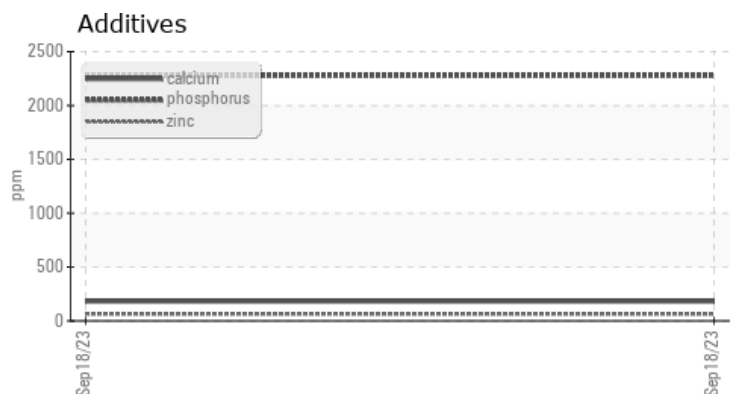 Additives
2500
2000
1500
1000
500
0
ppm
calcium
phosphorus
zinc
Sep18/23
Sep18/23